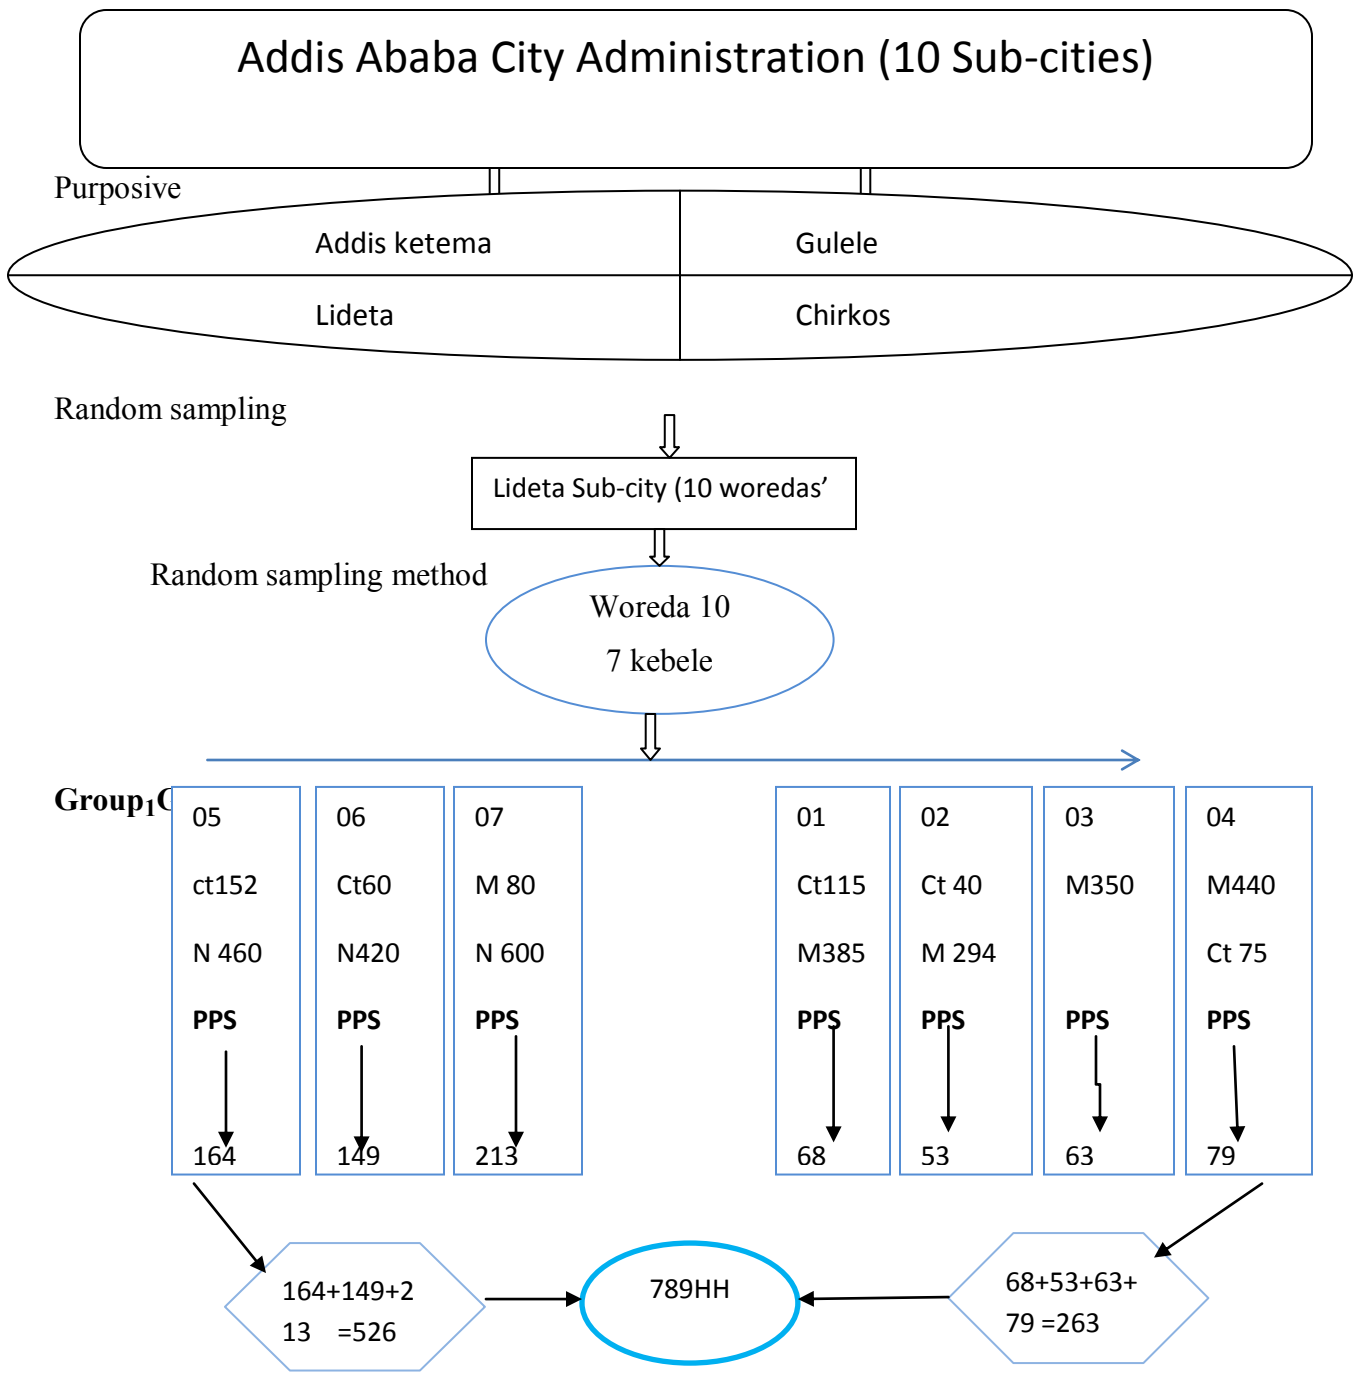 Addis Ababa City Administration (10 Sub-cities)
Purposive
Addis ketema
Gulele
Lideta
Chirkos
Random sampling
Lideta Sub-city (10 woredas’
Random sampling method
Woreda 10
7 kebele
Group1
05
ct152
N 460
PPS
164
06
Ct60
N420
PPS
149
07
M 80
N 600
PPS
213
01
Ct115
M385
PPS
68
02
Ct 40
M 294
PPS
53
03
M350
PPS
63
04
M440
Ct 75
PPS
79
164+149+2
13 =526
789HH
68+53+63+
79 =263